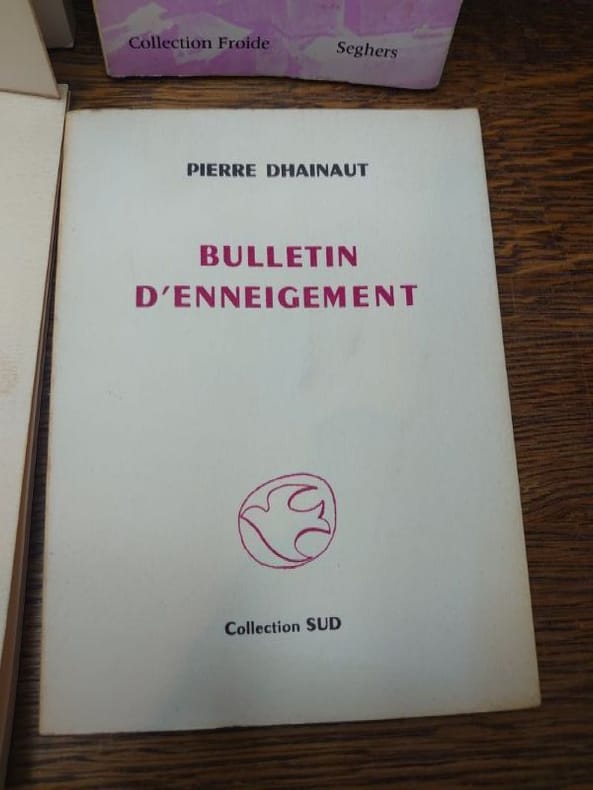 Collection Froide
Seghers
PIERRE DHAINAUT
BULLETIN
D'ENNEIGEMENT
Collection SUD